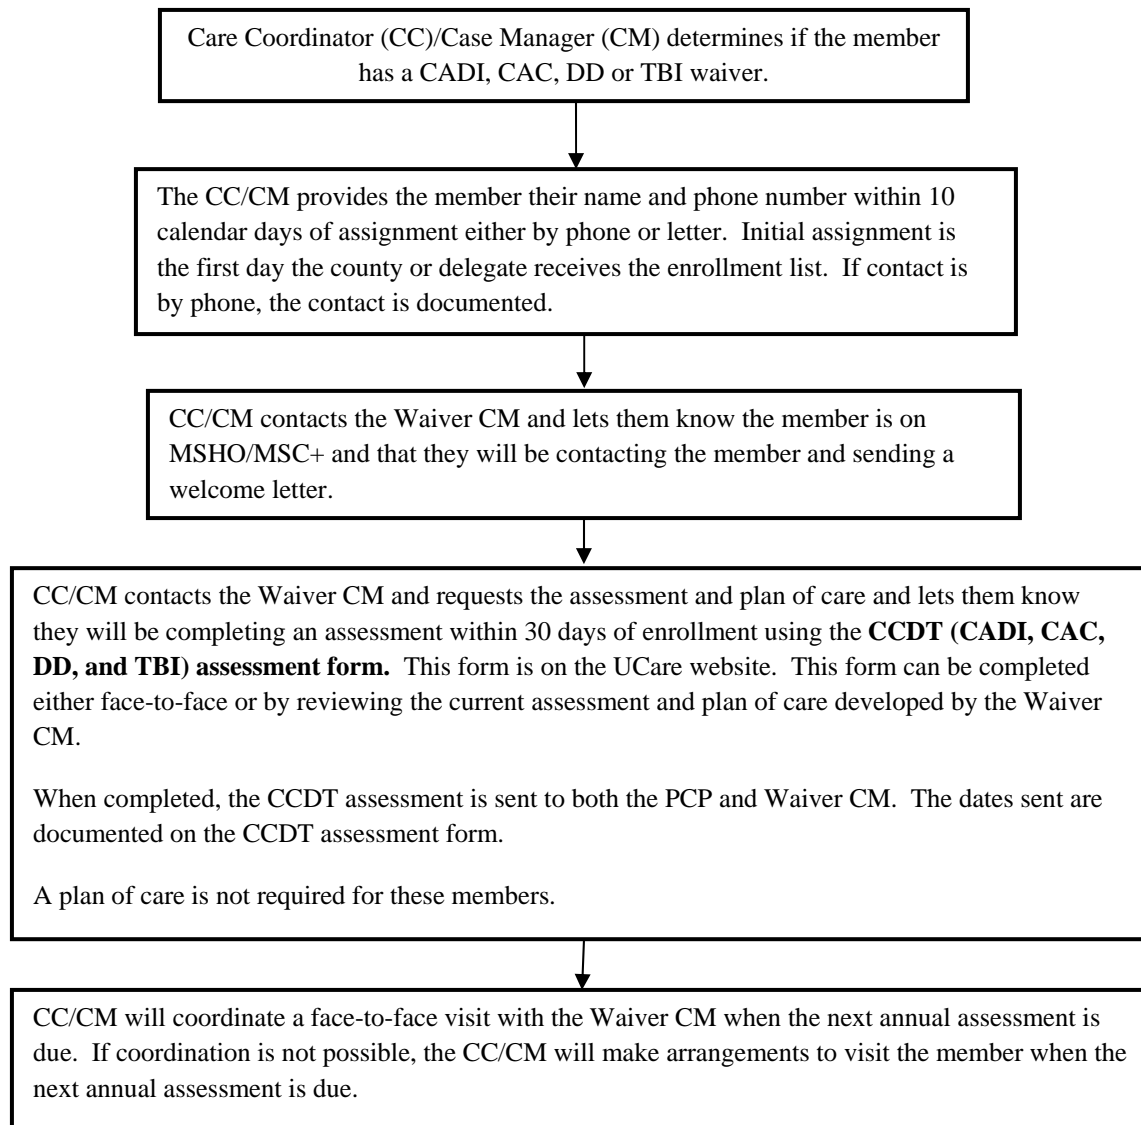 Care Coordinator (CC)/Case Manager (CM) determines if the member
has a CADI, CAC, DD or TBI waiver.
The CC/CM provides the member their name and phone number within 10
calendar days of assignment either by phone or letter.  Initial assignment is
the first day the county or delegate receives the enrollment list.  If contact is
by phone, the contact is documented.
CC/CM contacts the Waiver CM and lets them know the member is on
MSHO/MSC+ and that they will be contacting the member and sending a
welcome letter.
CC/CM contacts the Waiver CM and requests the assessment and plan of care and lets them know
they will be completing an assessment within 30 days of enrollment using the CCDT (CADI, CAC,
DD, and TBI) assessment form.  This form is on the UCare website.  This form can be completed
either face-to-face or by reviewing the current assessment and plan of care developed by the Waiver
CM.
When completed, the CCDT assessment is sent to both the PCP and Waiver CM.  The dates sent are
documented on the CCDT assessment form.
A plan of care is not required for these members.
CC/CM will coordinate a face-to-face visit with the Waiver CM when the next annual assessment is
due.  If coordination is not possible, the CC/CM will make arrangements to visit the member when the
next annual assessment is due.